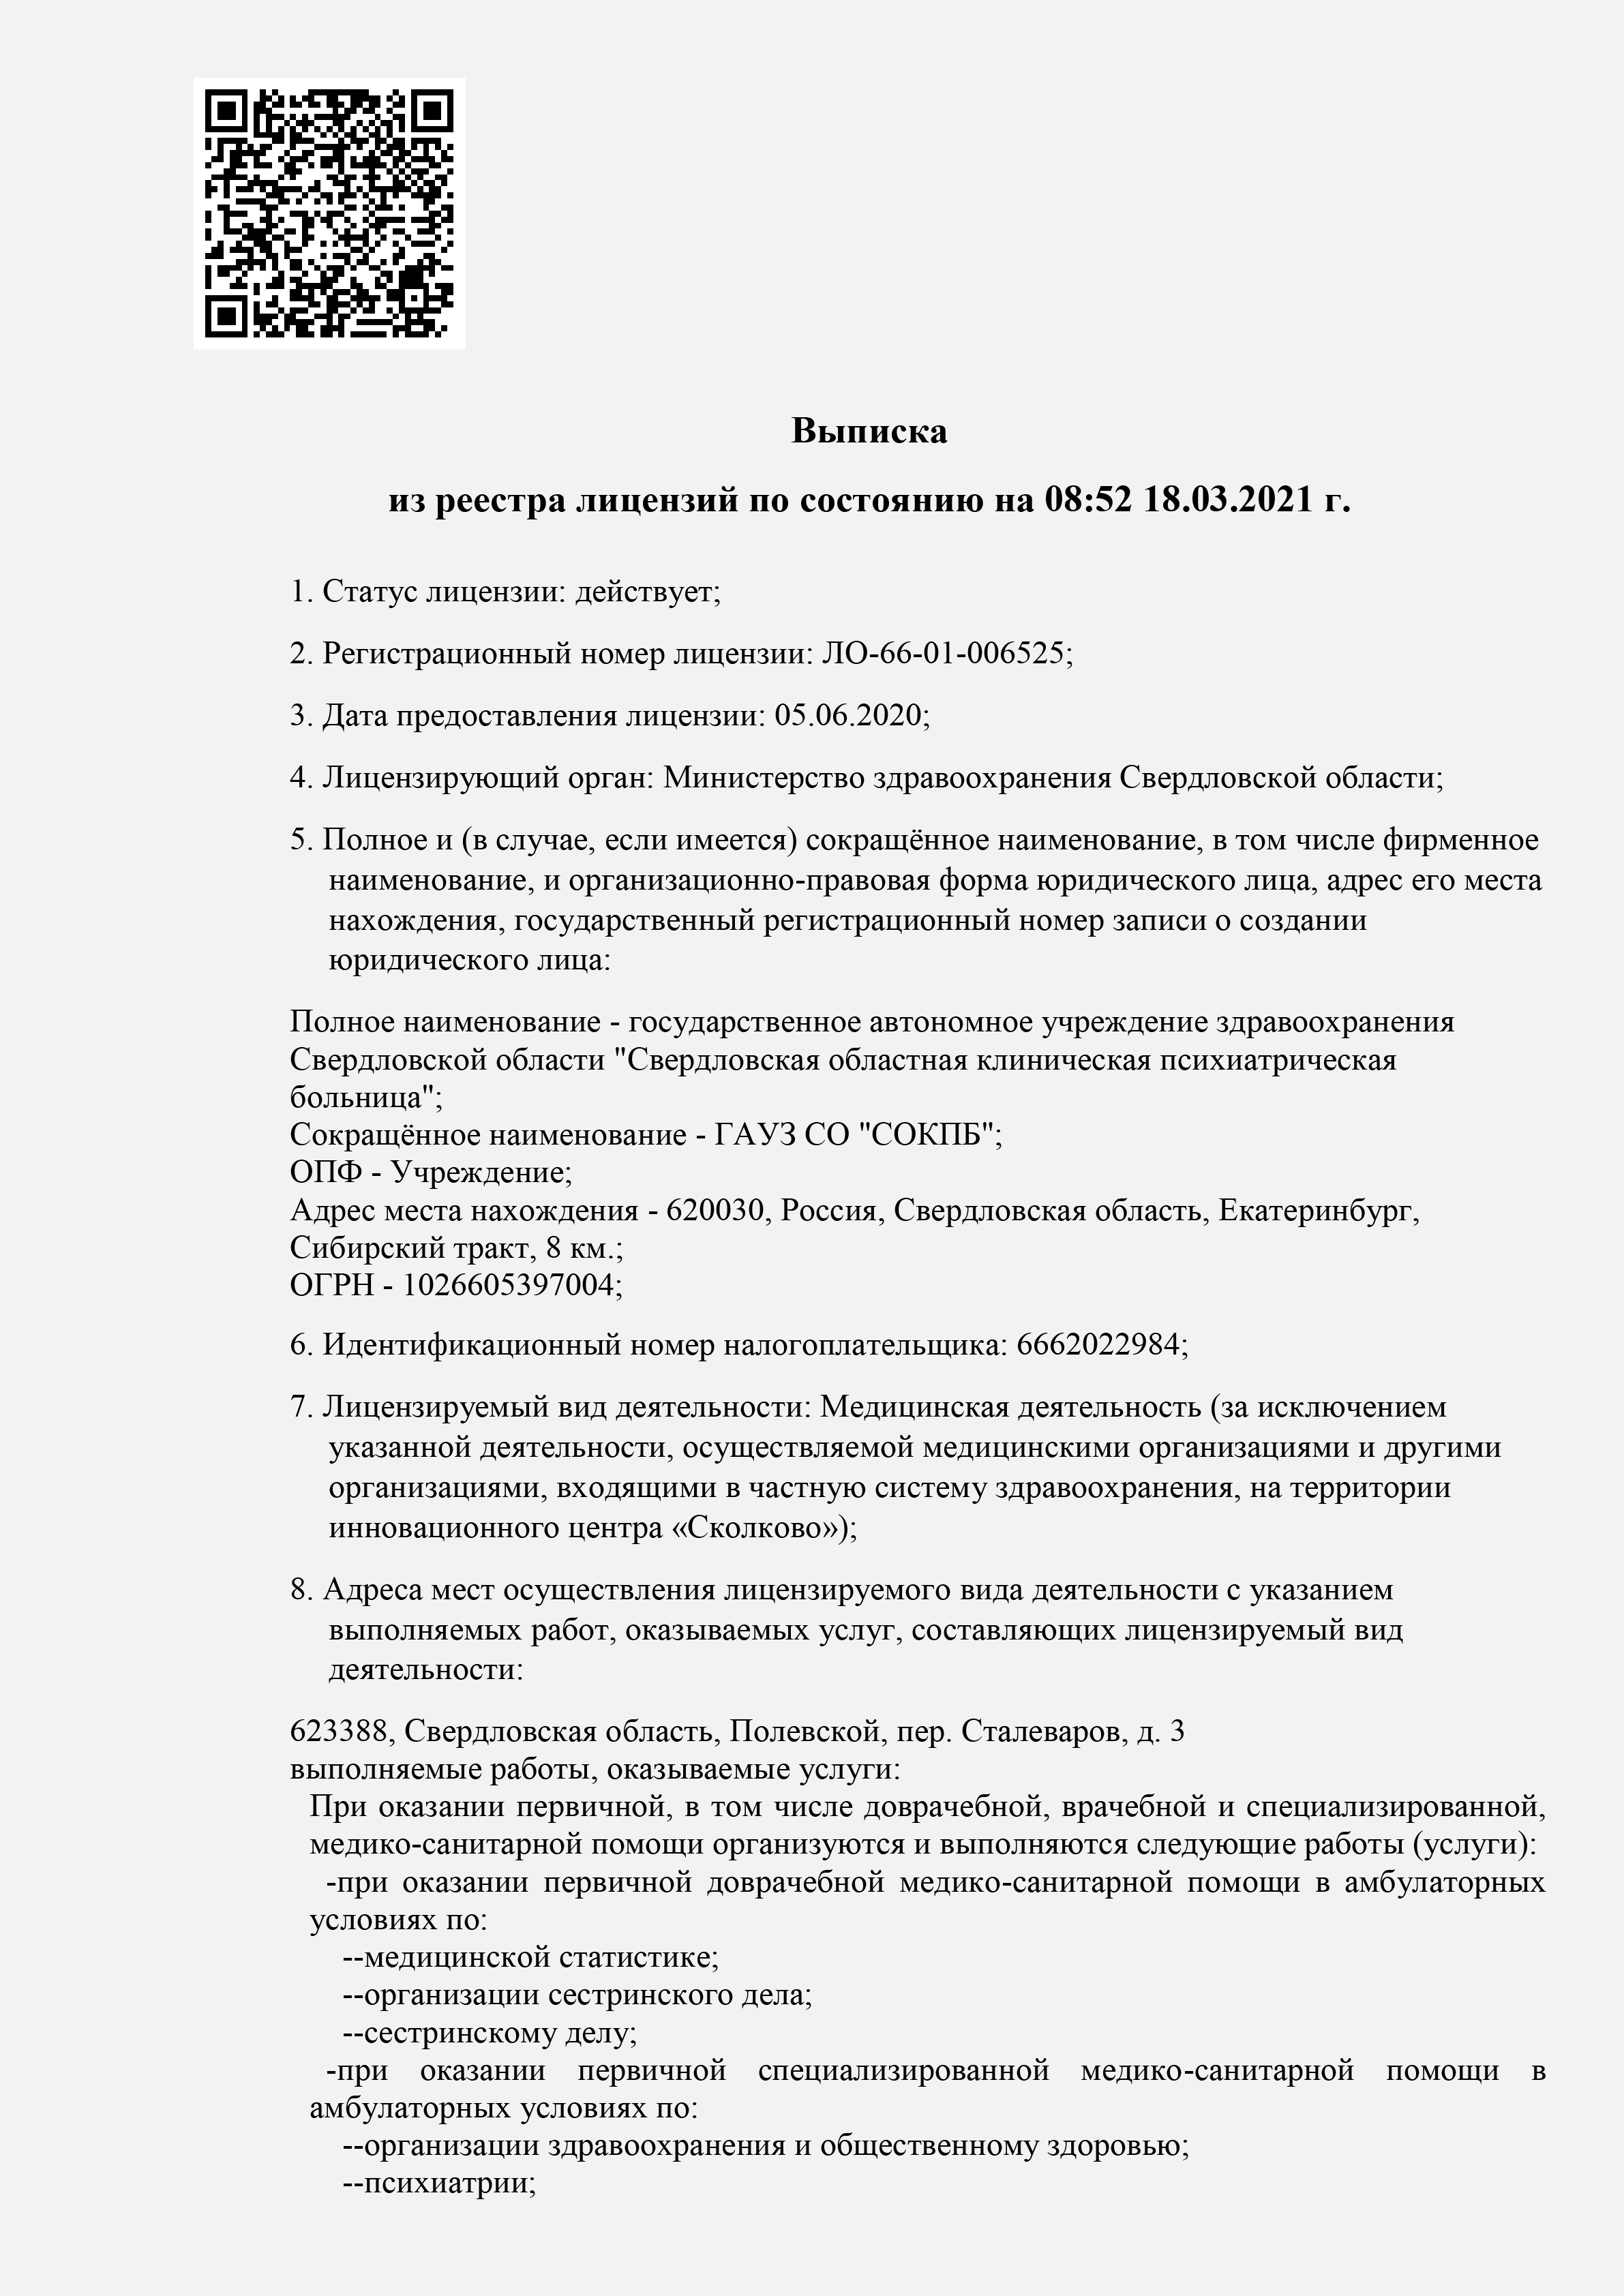 Выписка
из реестра лицензий по состоянию на 08:52 18.03.2021 г.
1. Статус лицензии: действует;
2. Регистрационный номер лицензии: ЛО-66-01-006525;
3. Дата предоставления лицензии: 05.06.2020;
4. Лицензирующий орган: Министерство здравоохранения Свердловской области;
5. Полное и (в случае, если имеется) сокращённое наименование, в том числе фирменное
наименование, и организационно-правовая форма юридического лица, адрес его места
нахождения, государственный регистрационный номер записи о создании
юридического лица:
Полное наименование - государственное автономное учреждение здравоохранения
Свердловской области "Свердловская областная клиническая психиатрическая
больница";
Сокращённое наименование - ГАУЗ СО "СОКПБ";
ОПФ - Учреждение;
Адрес места нахождения - 620030, Россия, Свердловская область, Екатеринбург,
Сибирский тракт, 8 км.;
ОГРН - 1026605397004;
6. Идентификационный номер налогоплательщика: 6662022984;
7. Лицензируемый вид деятельности: Медицинская деятельность (за исключением
указанной деятельности, осуществляемой медицинскими организациями и другими
организациями, входящими в частную систему здравоохранения, на территории
инновационного центра «Сколково»);
8. Адреса мест осуществления лицензируемого вида деятельности с указанием
выполняемых работ, оказываемых услуг, составляющих лицензируемый вид
деятельности:
623388, Свердловская область, Полевской, пер. Сталеваров, д. 3
выполняемые работы, оказываемые услуги:
При оказании первичной, в том числе доврачебной, врачебной и специализированной,
медико-санитарной помощи организуются и выполняются следующие работы (услуги):
-при оказании первичной доврачебной медико-санитарной помощи в амбулаторных
условиях по:
--медицинской статистике;
--организации сестринского дела;
--сестринскому делу;
-при оказании первичной специализированной медико-санитарной помощи в
амбулаторных условиях по:
--организации здравоохранения и общественному здоровью;
--психиатрии;